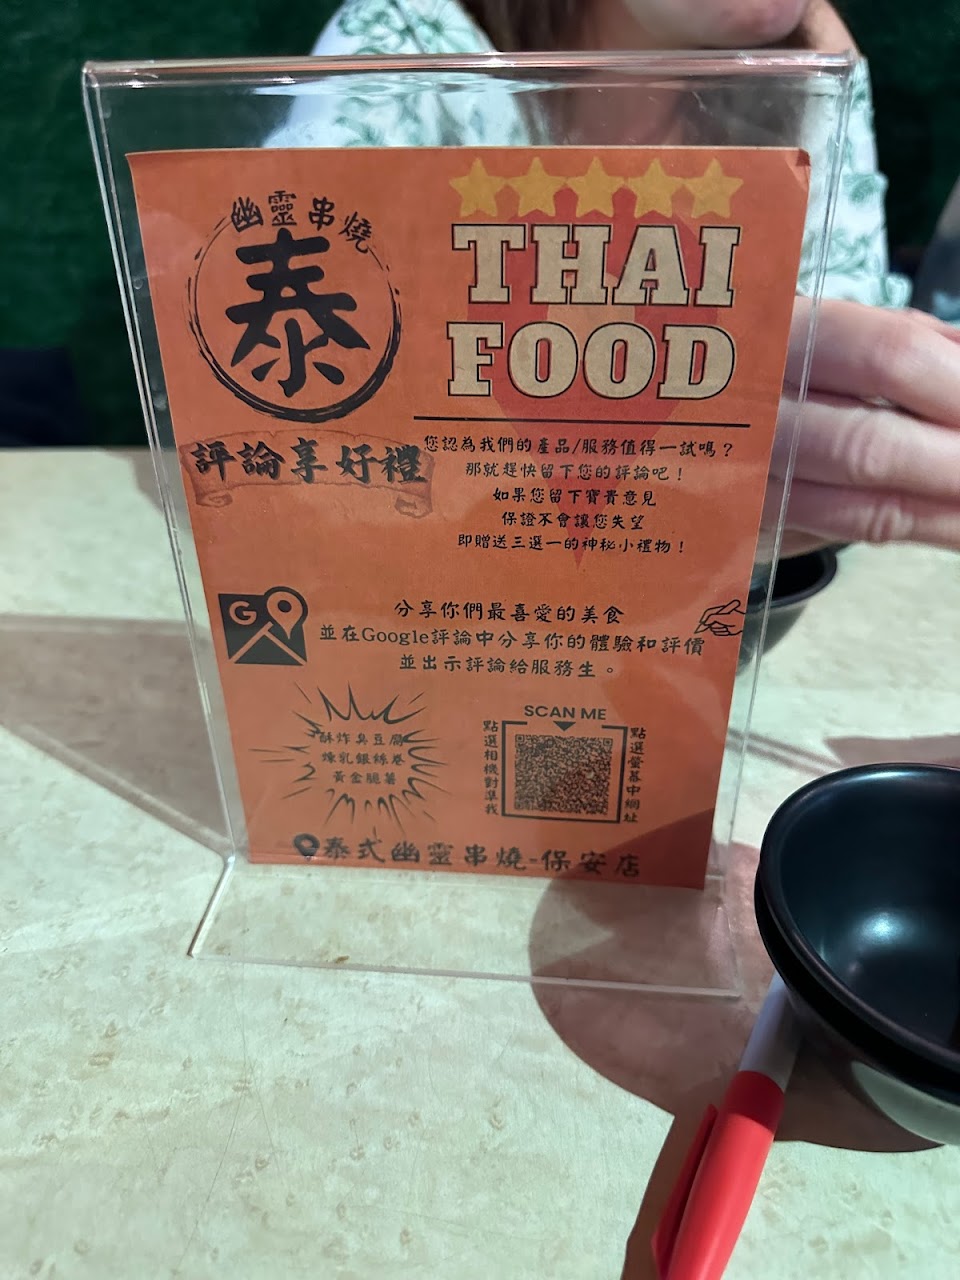 幽靈串燒
泰
THAI
FOOD
評論享好禮
您認為我們的產品/服務值得一試嗎？
那就趕快留下您的評論吧！
如果您留下寶貴意見
保證不會讓您失望
即贈送三選一的神秘小禮物！
G
分享你們最喜愛的美食
並在Google評論中分享你的體驗和評價
並出示評論給服務生。
酥炸臭豆腐
煉乳銀絲卷
黃金脆薯
SCAN ME
點選相機對準我
點選螢幕中網址
泰式幽靈串燒-保安店